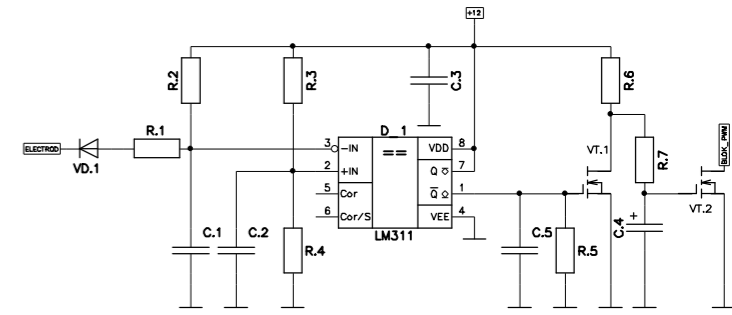 +12
R.2
R.3
C.3
R.6
ELECTROD
VD.1
R.1
D_1
==
3
-IN
VDD
8
2
+IN
Q
7
5
Cor
Q
1
6
Cor/S
VEE
4
LM311
C.1
C.2
R.4
C.5
R.5
VT.1
R.7
BLOK_PWM
+
C.4
VT.2